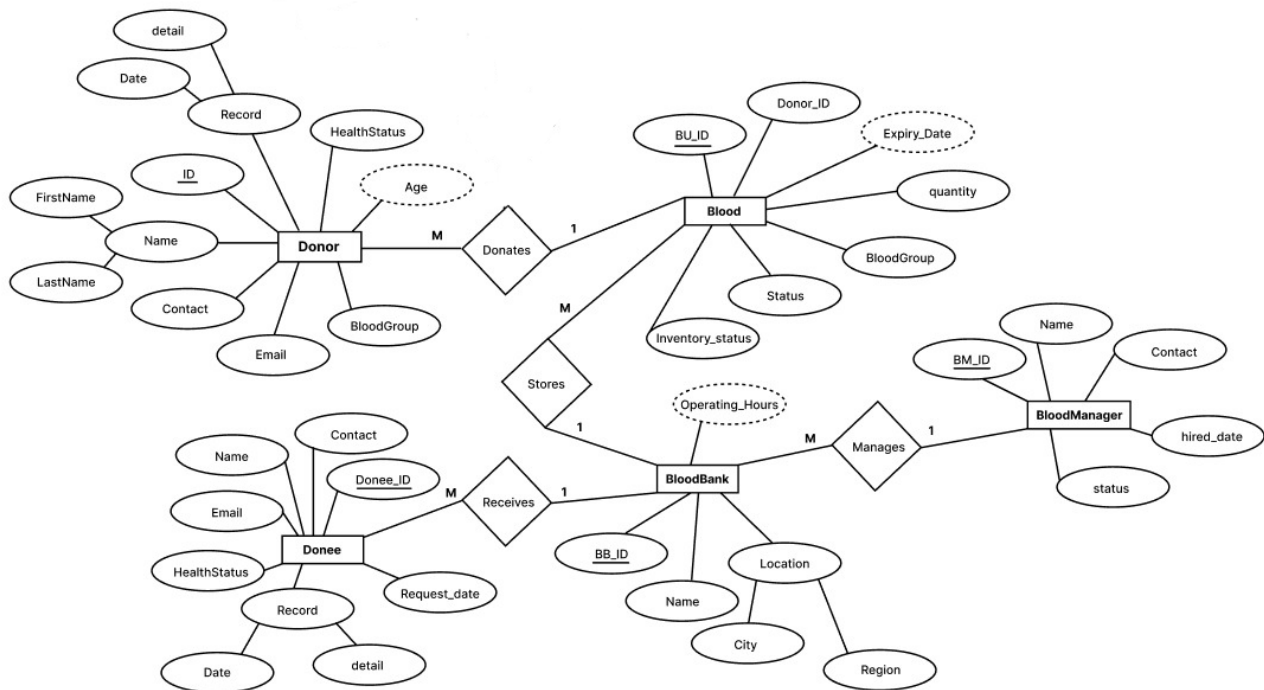 detail
Date
Record
HealthStatus
ID
Age
FirstName
Name
LastName
Donor
Contact
Email
BloodGroup
M
Donates
1
BU_ID
Donor_ID
Expiry_Date
quantity
Blood
BloodGroup
Status
Inventory_status
M
Stores
1
Operating_Hours
Name
BM_ID
Contact
BloodManager
hired_date
status
M
Manages
1
BloodBank
BB_ID
Name
Location
City
Region
M
Receives
1
Contact
Name
Donee_ID
Email
Donee
HealthStatus
Request_date
Record
Date
detail